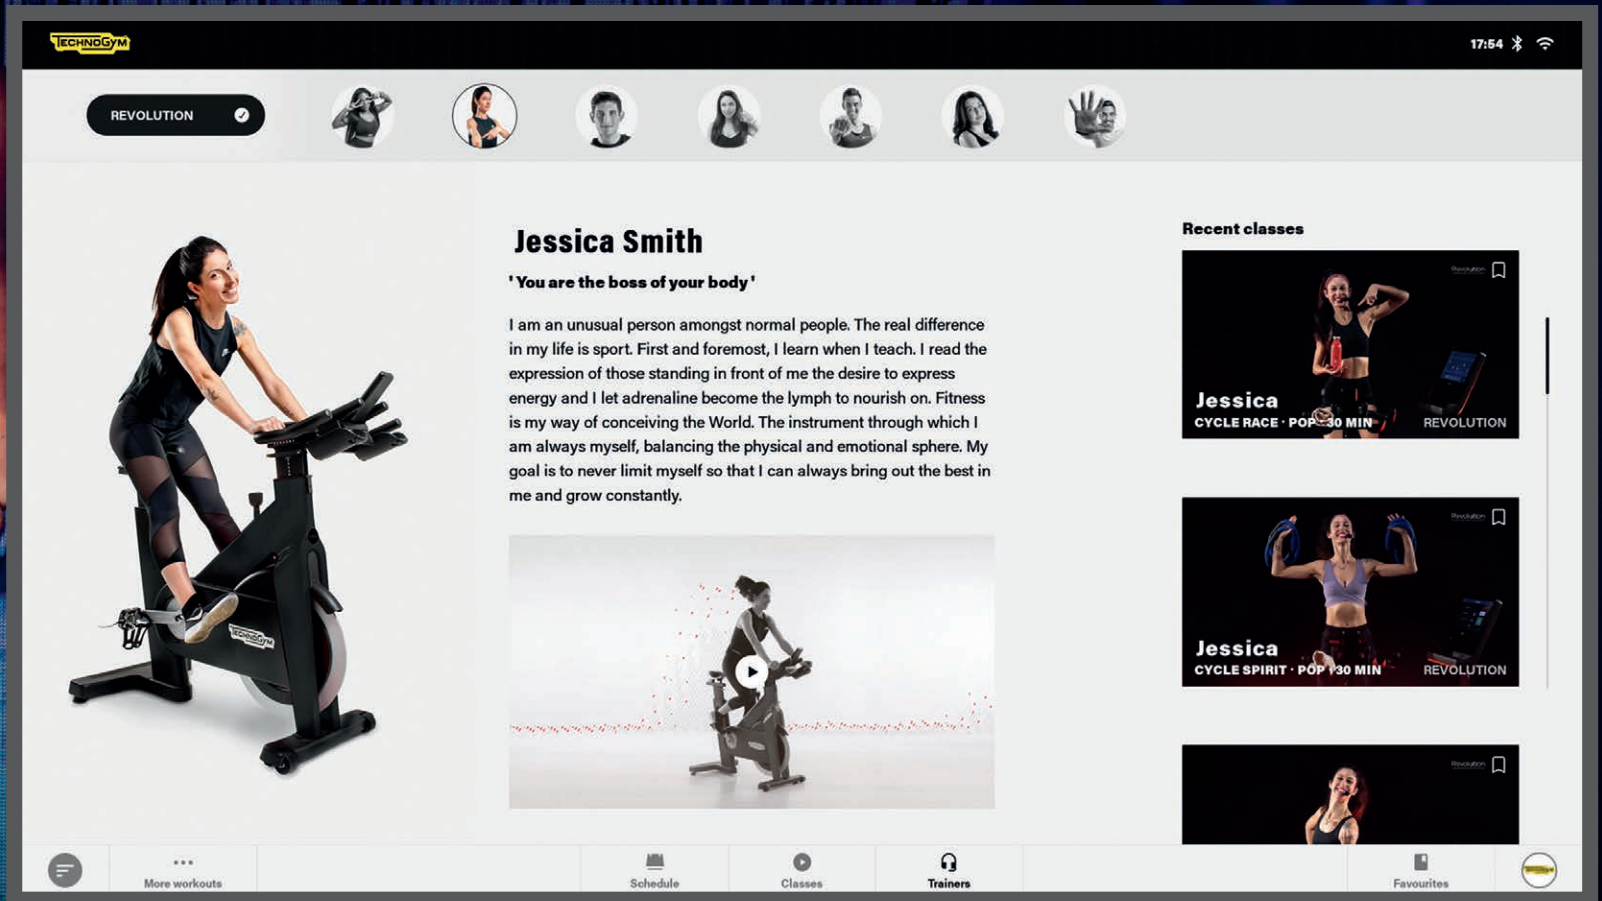 TECHNOGYM
17:54
REVOLUTION
Jessica Smith
' You are the boss of your body '
I am an unusual person amongst normal people. The real difference
in my life is sport. First and foremost, I learn when I teach. I read the
expression of those standing in front of me the desire to express
energy and I let adrenaline become the lymph to nourish on. Fitness
is my way of conceiving the World. The instrument through which I
am always myself, balancing the physical and emotional sphere. My
goal is to never limit myself so that I can always bring out the best in
me and grow constantly.
TECHNOGYM
Recent classes
Revolution
Jessica
CYCLE RACE · POP · 30 MIN
REVOLUTION
Revolution
Jessica
CYCLE SPIRIT · POP · 30 MIN
REVOLUTION
Revolution
More workouts
Schedule
Classes
Trainers
Favourites